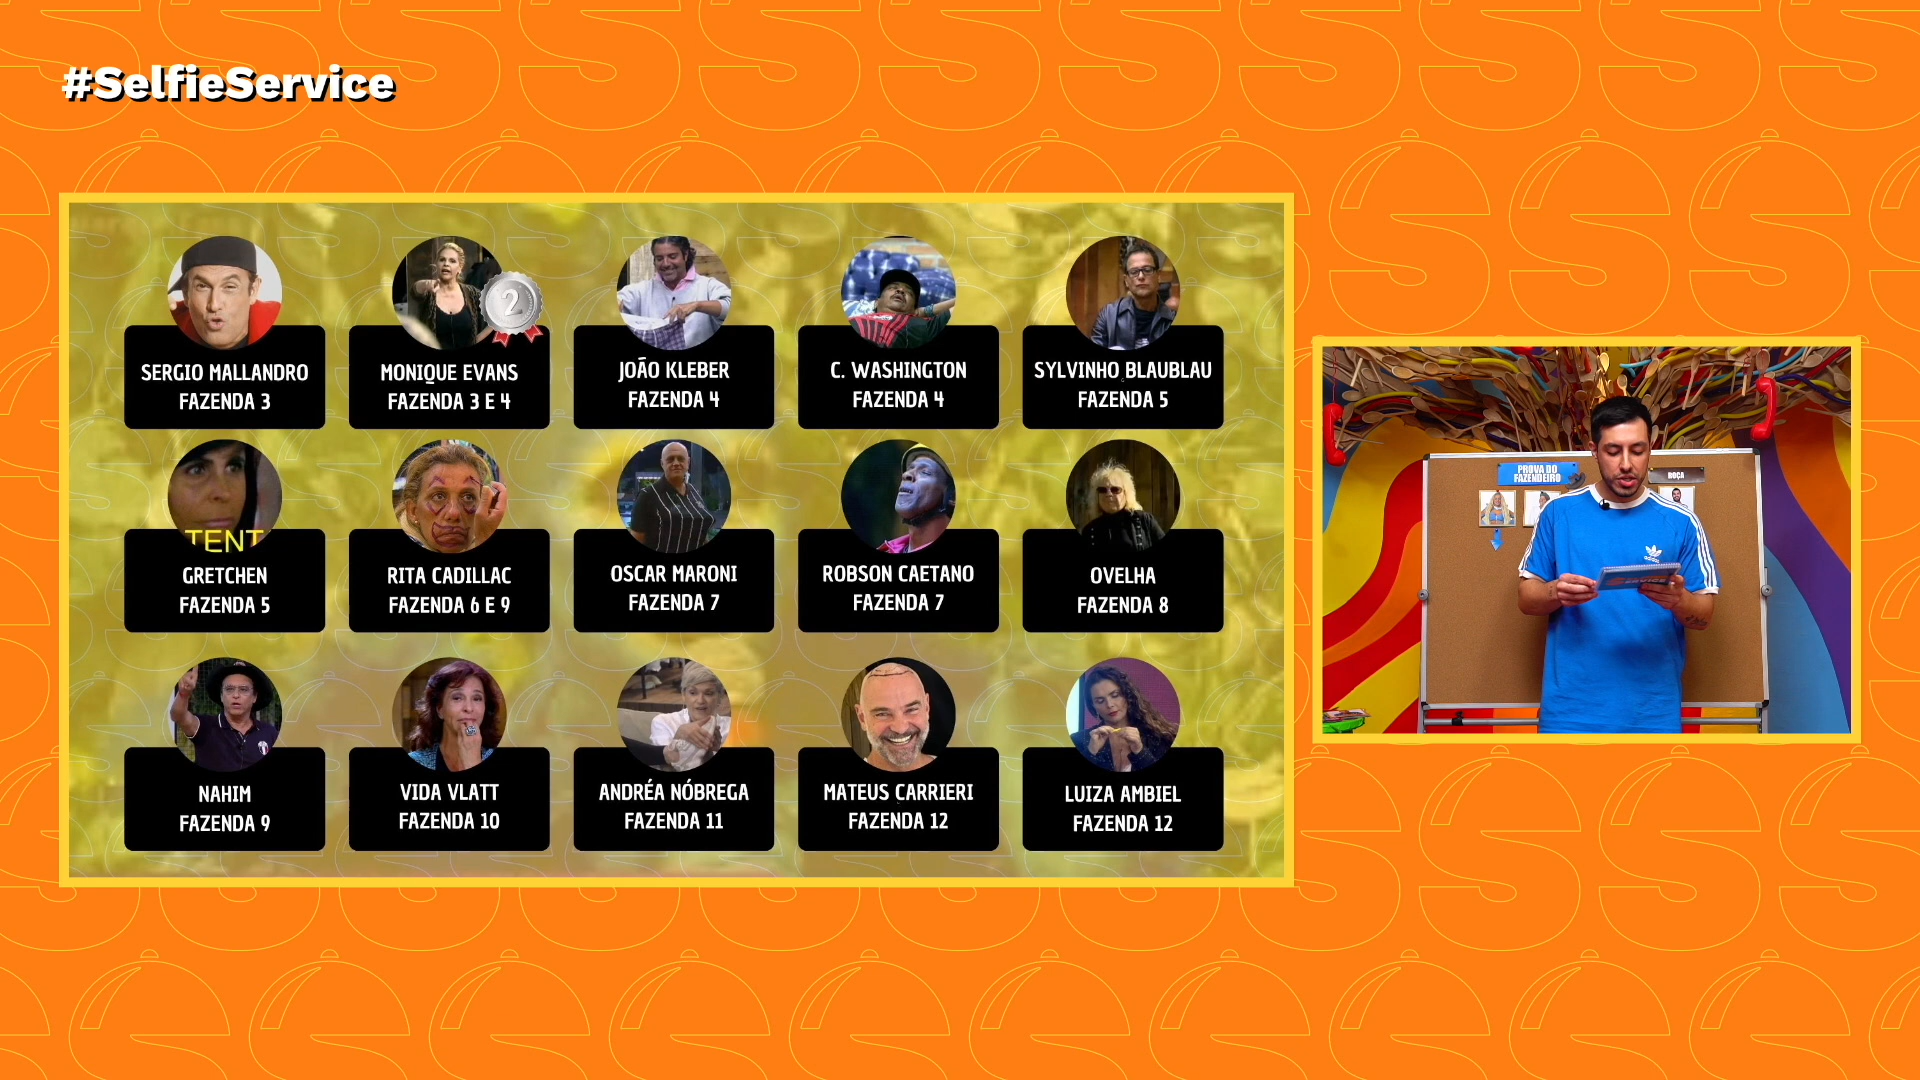 #SelfieService
2
SERGIO MALLANDRO
FAZENDA 3
MONIQUE EVANS
FAZENDA 3 E 4
JOÃO KLEBER
FAZENDA 4
C. WASHINGTON
FAZENDA 4
SYLVINHO BLAUBLAU
FAZENDA 5
TENT
GRETCHEN
FAZENDA 5
RITA CADILLAC
FAZENDA 6 E 9
OSCAR MARONI
FAZENDA 7
ROBSON CAETANO
FAZENDA 7
OVELHA
FAZENDA 8
NAHIM
FAZENDA 9
VIDA VLATT
FAZENDA 10
ANDRÉA NÓBREGA
FAZENDA 11
MATEUS CARRIERI
FAZENDA 12
LUIZA AMBIEL
FAZENDA 12
PROVA DO
FAZENDEIRO
ROÇA
adidas